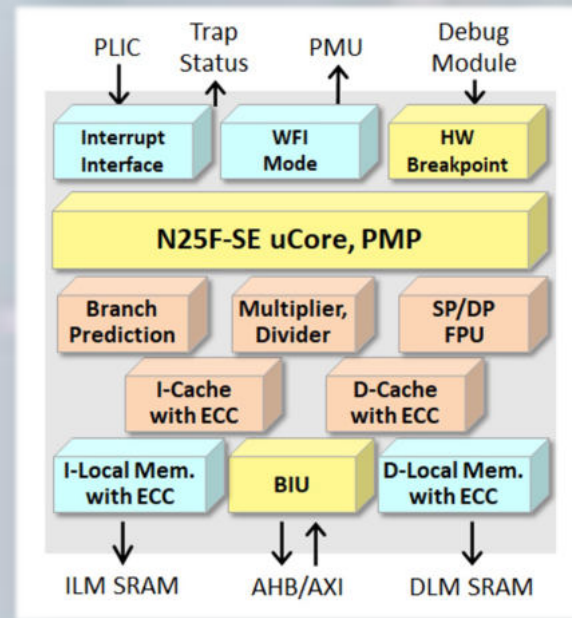 PLIC
Trap
Status
PMU
Debug
Module
Interrupt
Interface
WFI
Mode
HW
Breakpoint
N25F-SE uCore, PMP
Branch
Prediction
Multiplier,
Divider
SP/DP
FPU
I-Cache
with ECC
D-Cache
with ECC
I-Local Mem.
with ECC
BIU
D-Local Mem.
with ECC
ILM SRAM
AHB/AXI
DLM SRAM